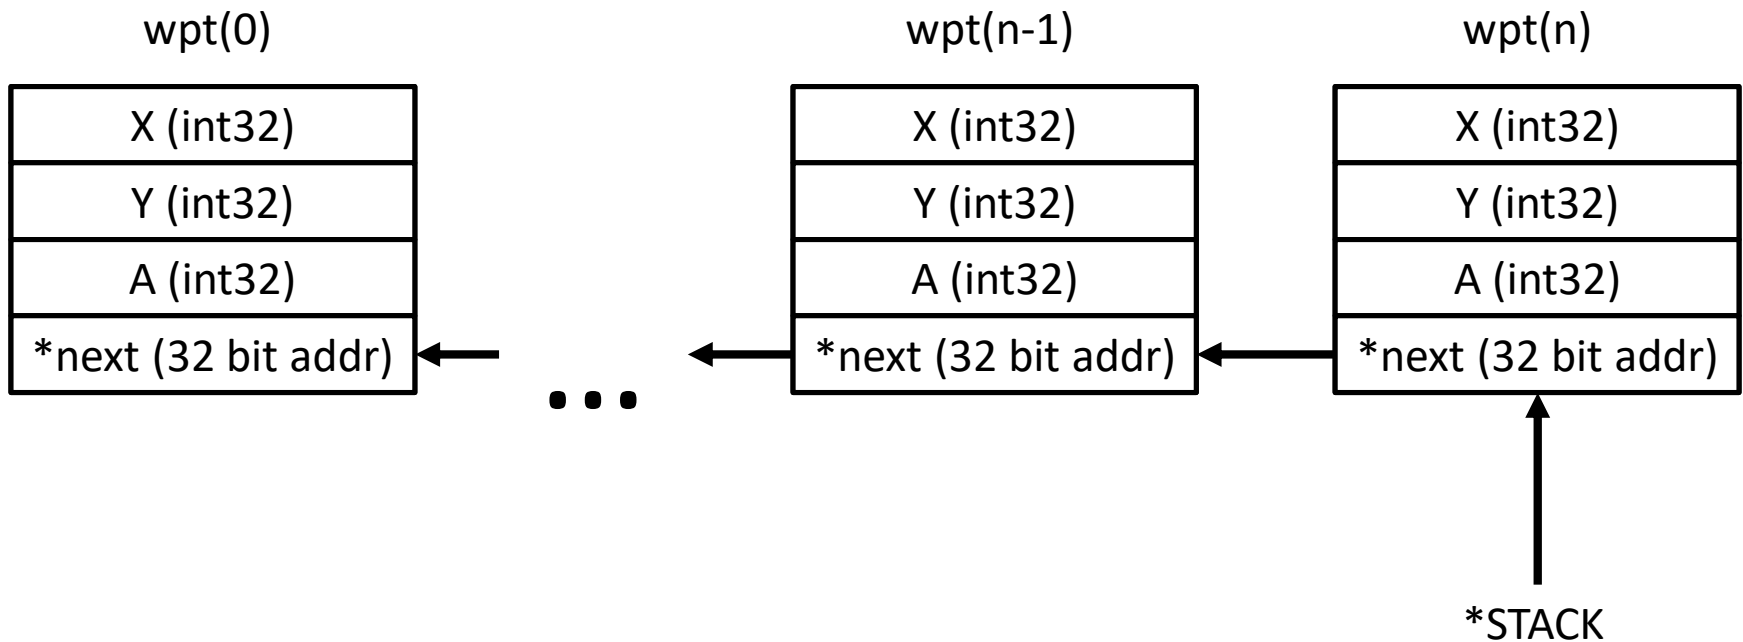 wpt(0)
wpt(n-1)
wpt(n)
X (int32)
X (int32)
X (int32)
Y (int32)
Y (int32)
Y (int32)
A (int32)
A (int32)
A (int32)
*next (32 bit addr)
*next (32 bit addr)
*next (32 bit addr)
...
*STACK